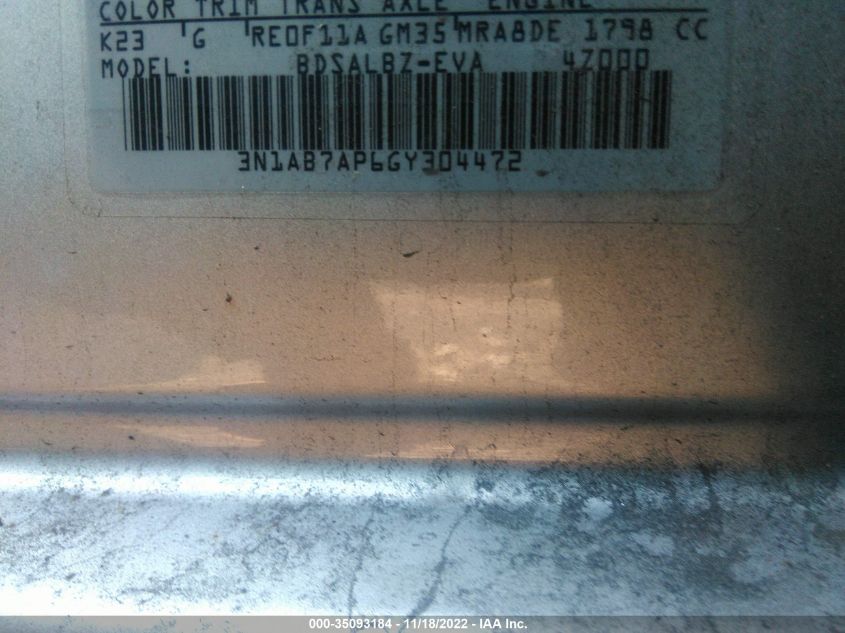 COLOR TRIM TRANS AXLE ENGINE
K23 G RE0F11A GM35 MRA8DE 1798 CC
MODEL: BDSALBZ-EVA 47000
3N1AB7AP6GY304472
000-35093184 - 11/18/2022 - IAA Inc.